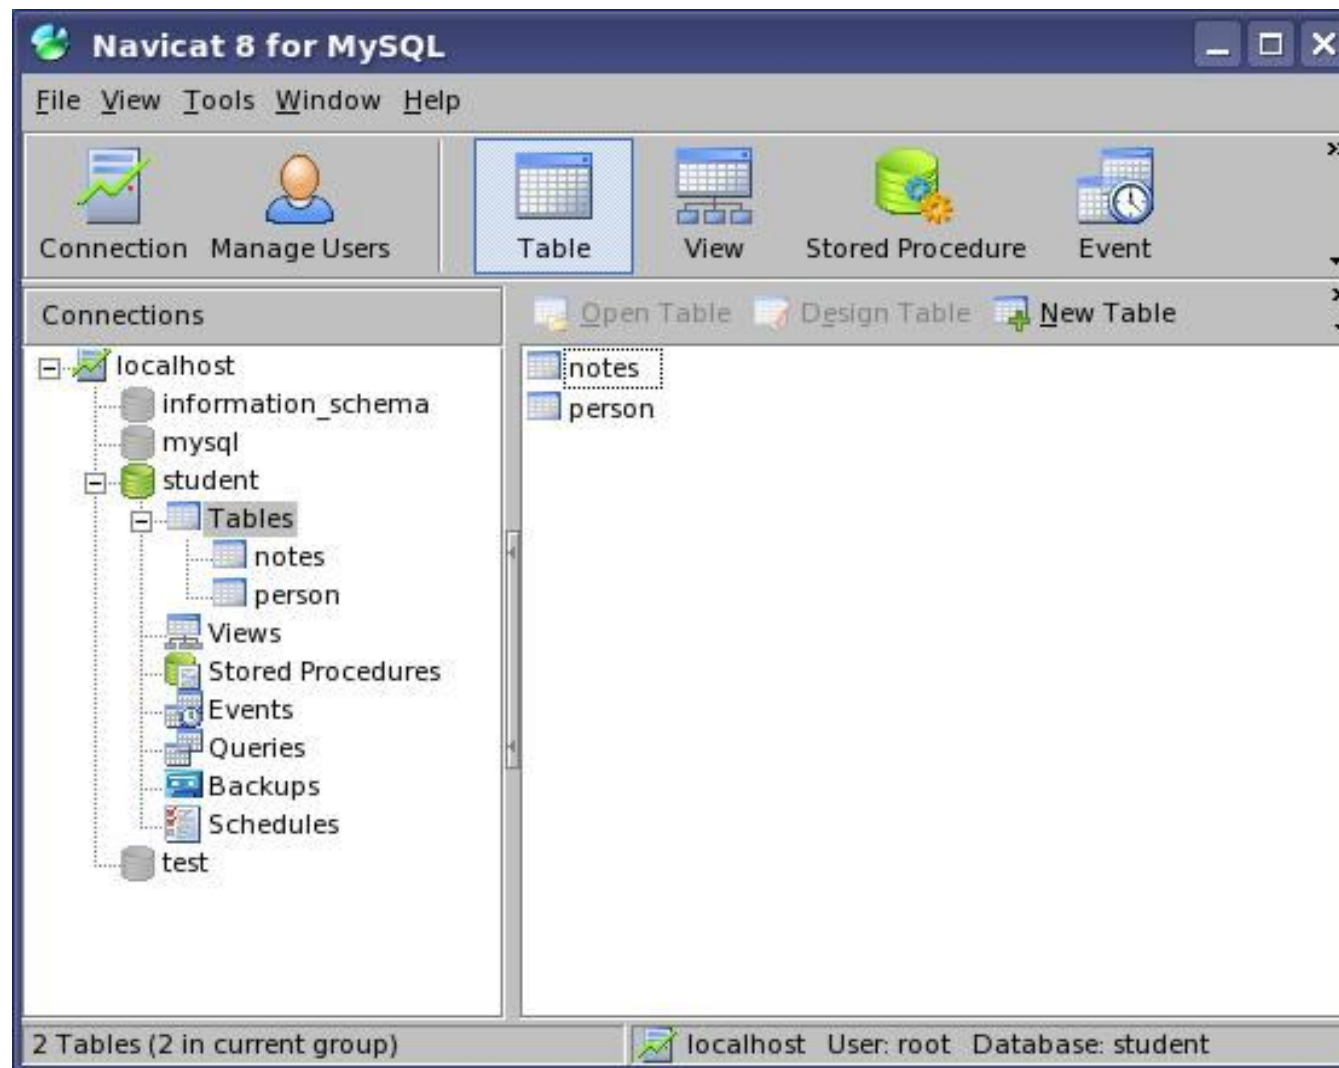 Navicat 8 for MySQL
File View Tools Window Help
Connection Manage Users Table View Stored Procedure Event
Connections
Open Table Design Table New Table
localhost
information_schema
mysql
student
Tables
notes
person
Views
Stored Procedures
Events
Queries
Backups
Schedules
test
notes
person
2 Tables (2 in current group)
localhost User: root Database: student